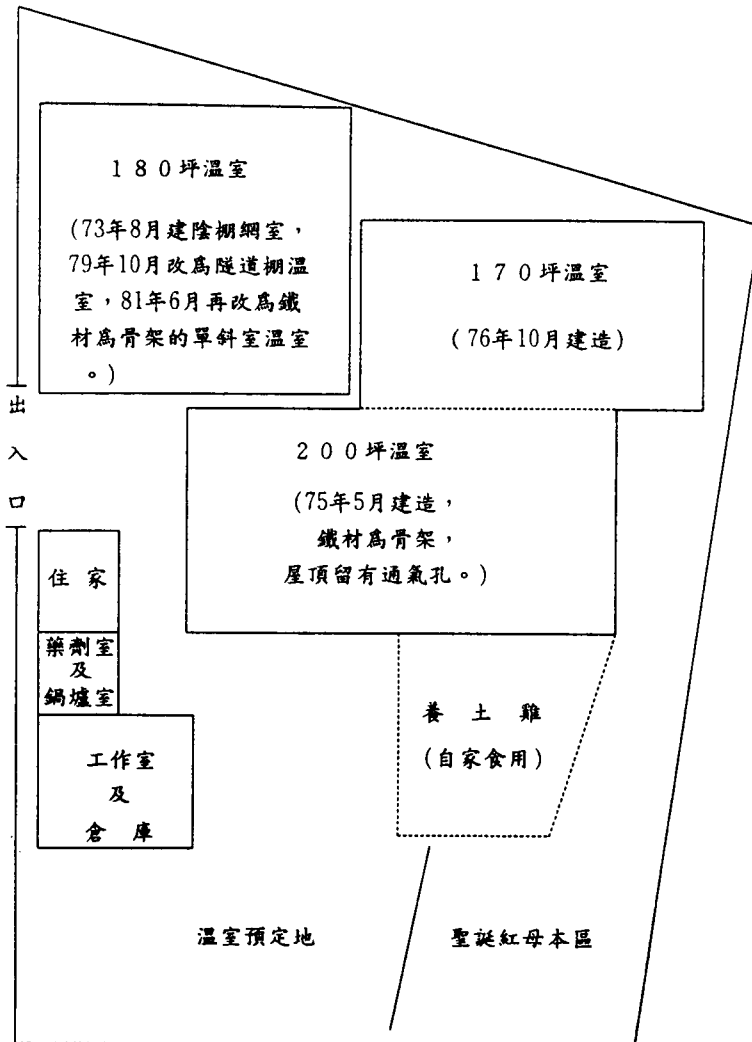 180坪溫室
(73年8月建陰棚網室，
79年10月改爲隧道棚溫
室，81年6月再改爲鐵
材爲骨架的單斜室溫室
。)
170坪溫室
(76年10月建造)
出
入
口
200坪溫室
(75年5月建造，
鐵材爲骨架，
屋頂留有通氣孔。)
住家
藥劑室
及
鍋爐室
養土雞
(自家食用)
工作室
及
倉庫
溫室預定地
聖誕紅母本區